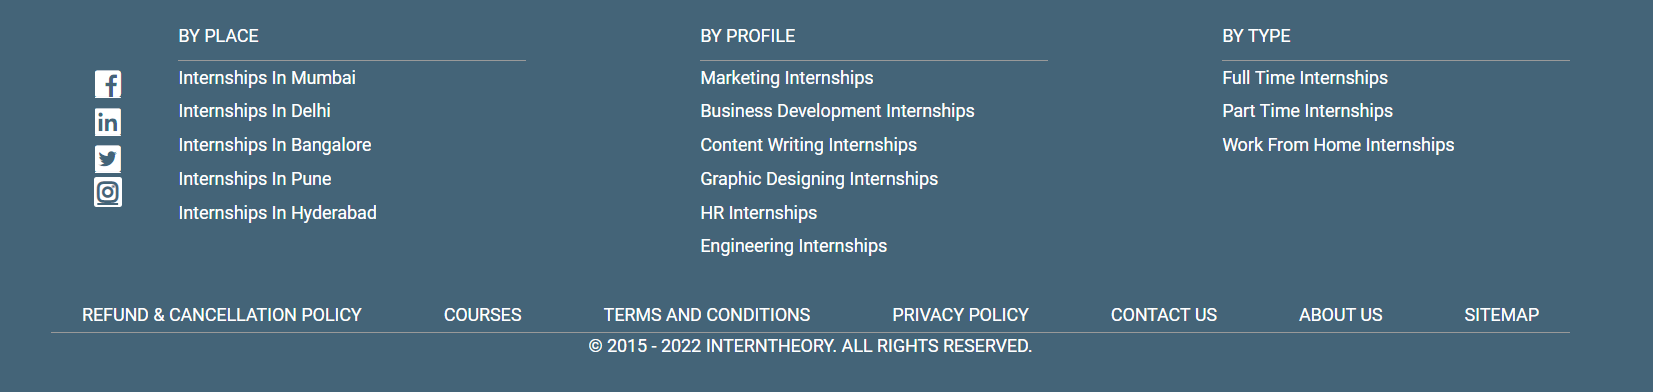 BY PLACE
Internships In Mumbai
Internships In Delhi
Internships In Bangalore
Internships In Pune
Internships In Hyderabad
BY PROFILE
Marketing Internships
Business Development Internships
Content Writing Internships
Graphic Designing Internships
HR Internships
Engineering Internships
BY TYPE
Full Time Internships
Part Time Internships
Work From Home Internships
REFUND & CANCELLATION POLICY COURSES TERMS AND CONDITIONS PRIVACY POLICY CONTACT US ABOUT US SITEMAP
© 2015 - 2022 INTERNTHEORY. ALL RIGHTS RESERVED.